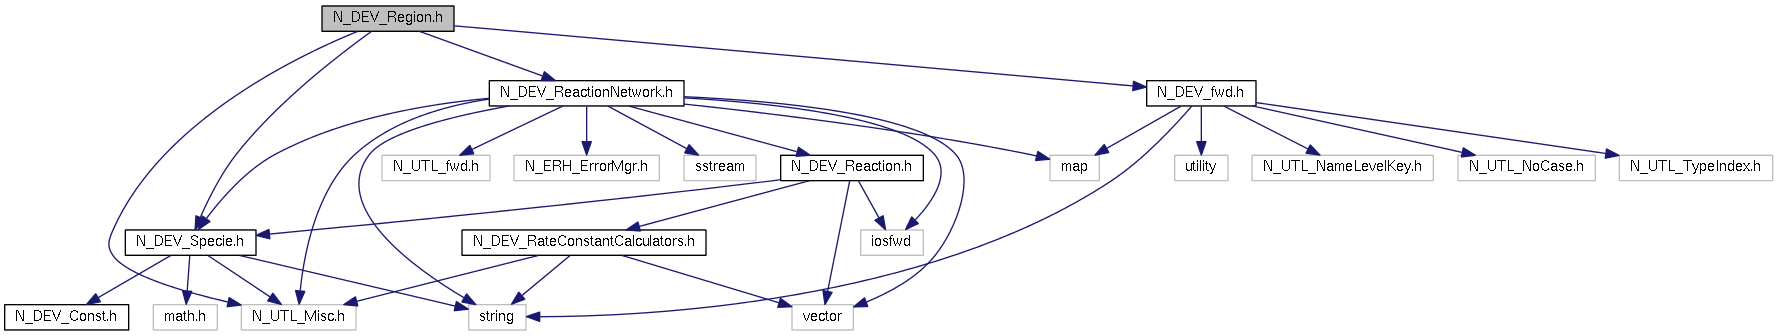 N_DEV_Region.h
N_DEV_ReactionNetwork.h
N_DEV_fwd.h
N_UTL_fwd.h
N_ERH_ErrorMgr.h
sstream
N_DEV_Reaction.h
map
utility
N_UTL_NameLevelKey.h
N_UTL_NoCase.h
N_UTL_TypeIndex.h
N_DEV_Specie.h
N_DEV_RateConstantCalculators.h
iosfwd
N_DEV_Const.h
math.h
N_UTL_Misc.h
string
vector